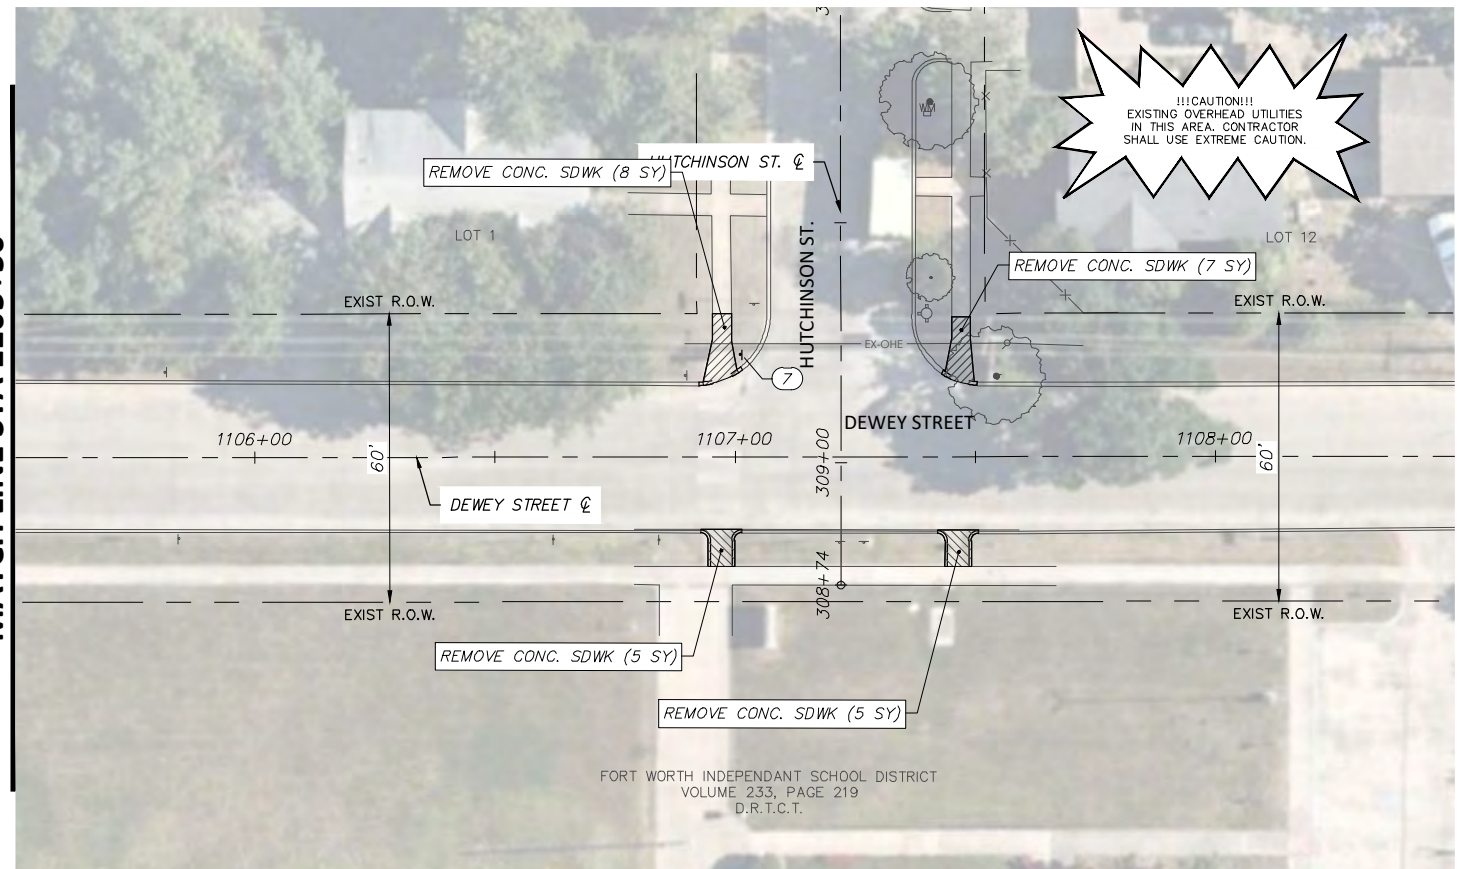 !!!CAUTION!!!
EXISTING OVERHEAD UTILITIES
IN THIS AREA. CONTRACTOR
SHALL USE EXTREME CAUTION.
WM
HUTCHINSON ST. ℄
REMOVE CONC. SDWK (8 SY)
LOT 1
HUTCHINSON ST.
LOT 12
REMOVE CONC. SDWK (7 SY)
EXIST R.O.W.
EXIST R.O.W.
EX-OHE
7
DEWEY STREET
1106+00
1107+00
309+00
1108+00
60'
60'
DEWEY STREET ℄
308+74
EXIST R.O.W.
EXIST R.O.W.
REMOVE CONC. SDWK (5 SY)
REMOVE CONC. SDWK (5 SY)
FORT WORTH INDEPENDANT SCHOOL DISTRICT
VOLUME 233, PAGE 219
D.R.T.C.T.